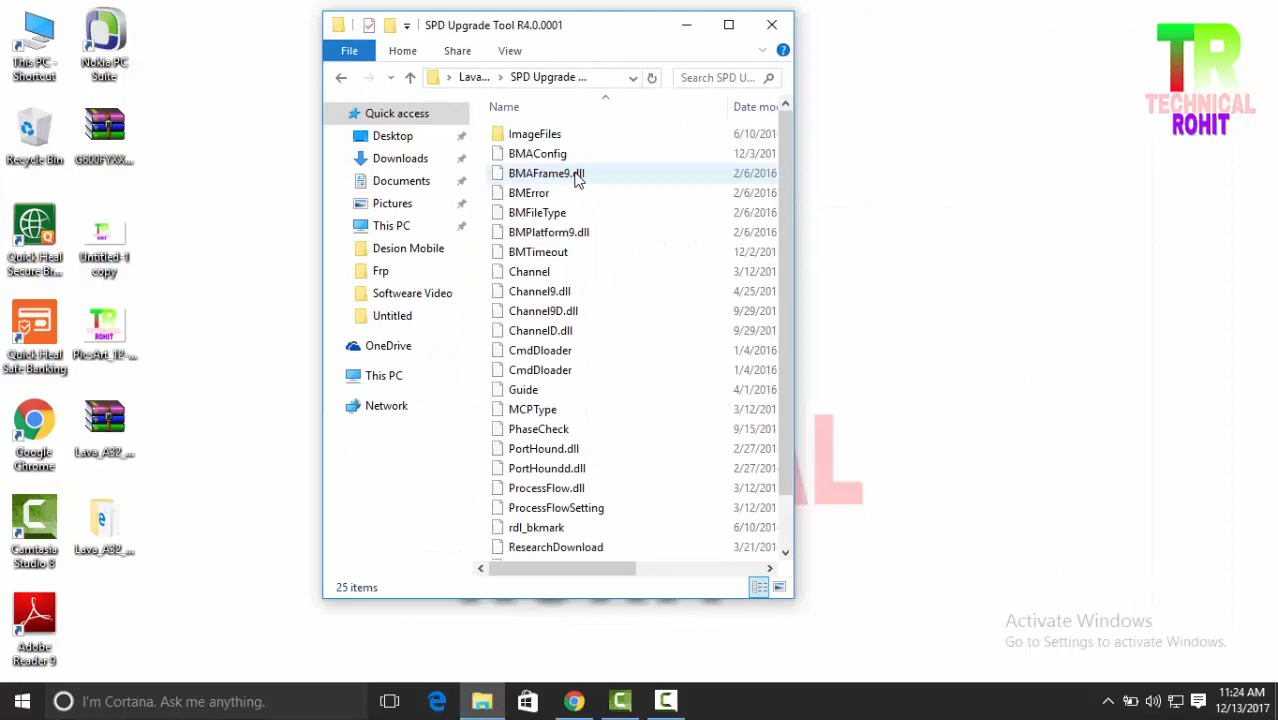 This PC -
Shortcut
Nokia PC
Suite
Recycle Bin
G600FYXX...
Quick Heal
Secure Br...
Untitled-1
copy
Quick Heal
Safe Banking
PicsArt_12-...
Google
Chrome
Lava_A32_...
Camtasia
Studio 8
Lava_A32_...
Adobe
Reader 9
SPD Upgrade Tool R4.0.0001
File Home Share View
Lava... SPD Upgrade ... Search SPD U...
Quick access
Desktop
Downloads
Documents
Pictures
This PC
Desion Mobile
Frp
Softweare Video
Untitled
OneDrive
This PC
Network
Name Date mo
ImageFiles 6/10/201
BMAConfig 12/3/201
BMAFrame9.dll 2/6/2016
BMError 2/6/2016
BMFileType 2/6/2016
BMPlatform9.dll 2/6/2016
BMTimeout 12/2/201
Channel 3/12/201
Channel9.dll 4/25/201
Channel9D.dll 9/29/201
ChannelD.dll 9/29/201
CmdDloader 1/4/2016
CmdDloader 1/4/2016
Guide 4/1/2016
MCPType 3/12/201
PhaseCheck 9/15/201
PortHound.dll 2/27/201
PortHoundd.dll 2/27/201
ProcessFlow.dll 3/12/201
ProcessFlowSetting 3/12/201
rdl_bkmark 6/10/201
ResearchDownload 3/21/201
25 items
TR
TECHNICAL
ROHIT
Activate Windows
Go to Settings to activate Windows.
I'm Cortana. Ask me anything.
11:24 AM
12/13/2017